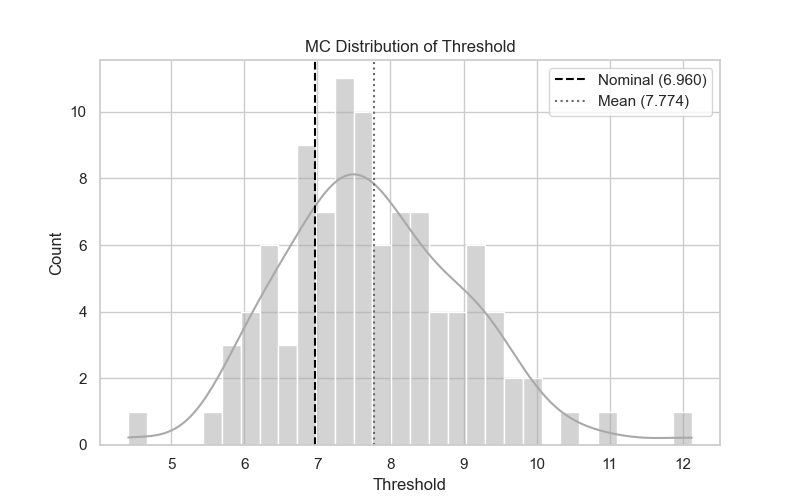 MC Distribution of Threshold
Nominal (6.960)
Mean (7.774)
10
8
6
4
2
0
Count
5 6 7 8 9 10 11 12
Threshold